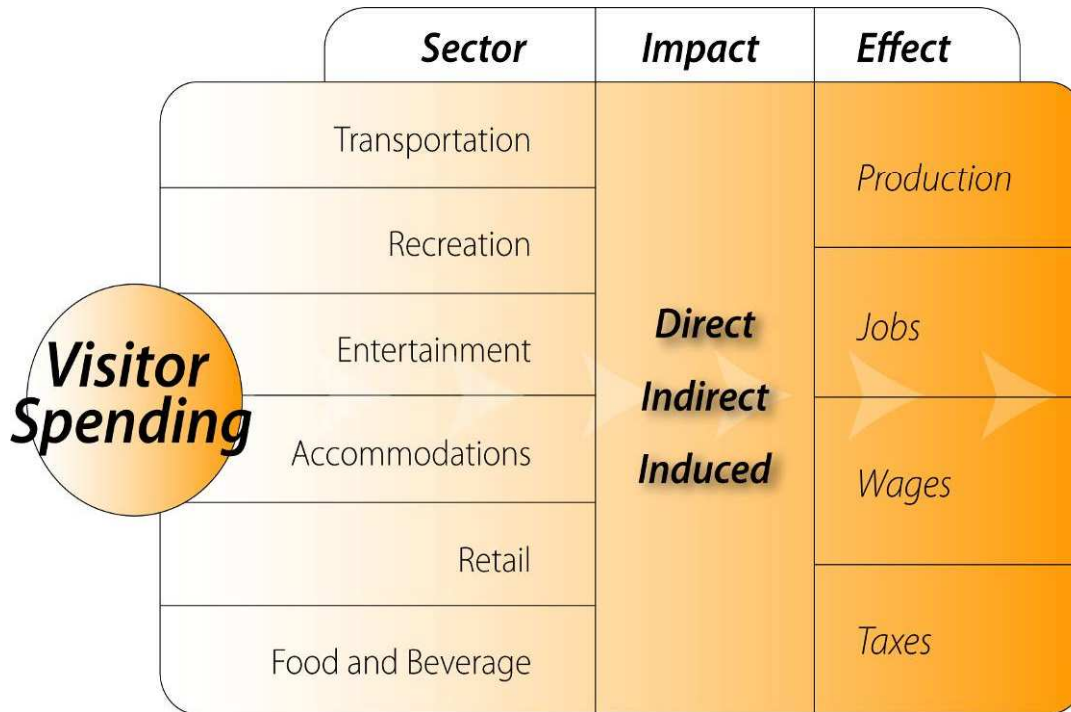 Sector
Impact
Effect
Visitor
Spending
Transportation
Recreation
Entertainment
Accommodations
Retail
Food and Beverage
Direct
Indirect
Induced
Production
Jobs
Wages
Taxes